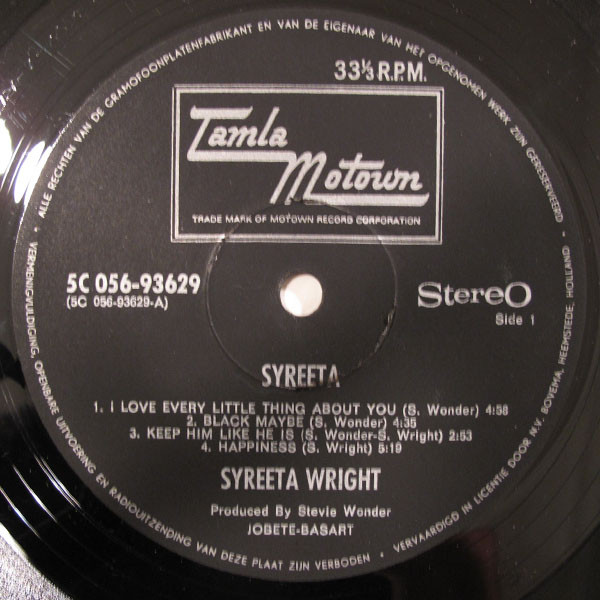 ALLE RECHTEN VAN DE GRAMOFOONPLATENFABRIKANT EN VAN DE EIGENAAR VAN HET OPGENOMEN WERK ZIJN GERESERVEERD •
33⅓ R.P.M.
Tamla
Motown
TRADE MARK OF MOTOWN RECORD CORPORATION
5C 056-93629
(5C 056-93629-A)
StereO
Side 1
SYREETA
1. I LOVE EVERY LITTLE THING ABOUT YOU (S. Wonder) 4:58
2. BLACK MAYBE (S. Wonder) 4:35
3. KEEP HIM LIKE HE IS (S. Wonder-S. Wright) 2:53
4. HAPPINESS (S. Wright) 5:19
SYREETA WRIGHT
Produced By Stevie Wonder
JOBETE-BASART
• VERMENIGVULDIGING, OPENBARE UITVOERING EN RADIOUITZENDING VAN DEZE PLAAT ZIJN VERBODEN •
VERVAARDIGD IN LICENTIE DOOR N.V. BOVEMA, HEEMSTEDE, HOLLAND